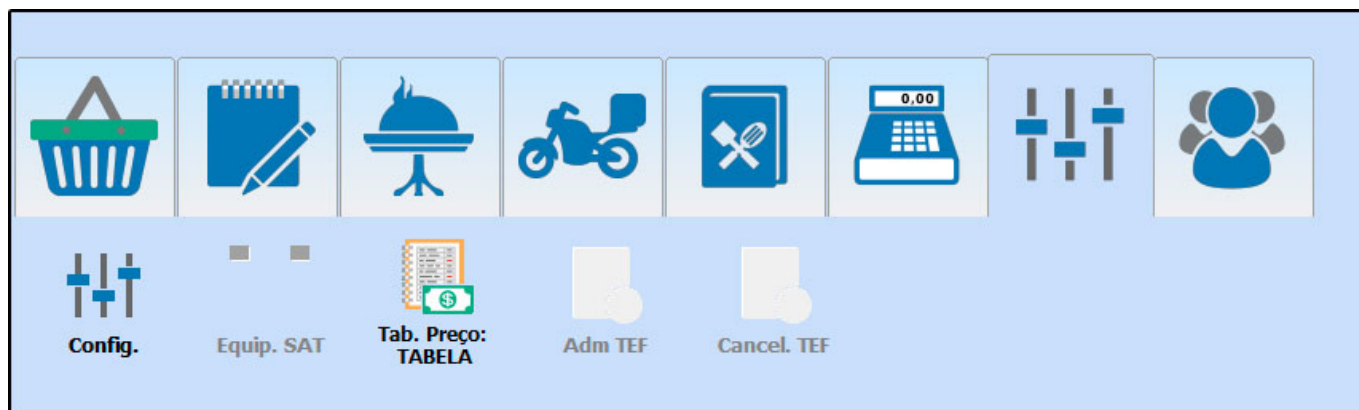 0,00
Config.
Equip. SAT
Tab. Preço:
TABELA
Adm TEF
Cancel. TEF